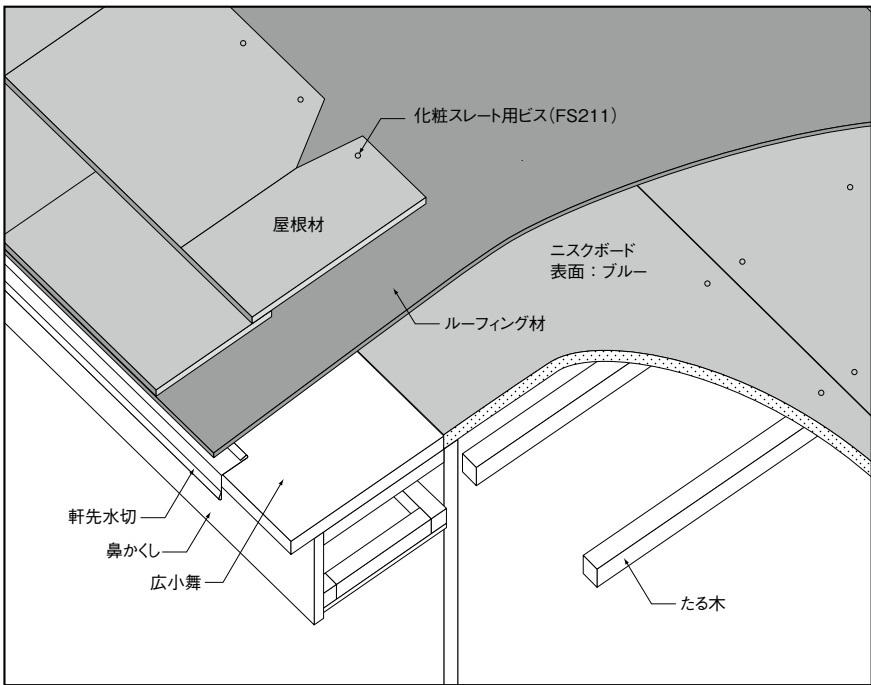 化粧スレート用ビス(FS211)
屋根材
ニスクボード
表面：ブルー
ルーフィング材
軒先水切
鼻かくし
広小舞
たる木